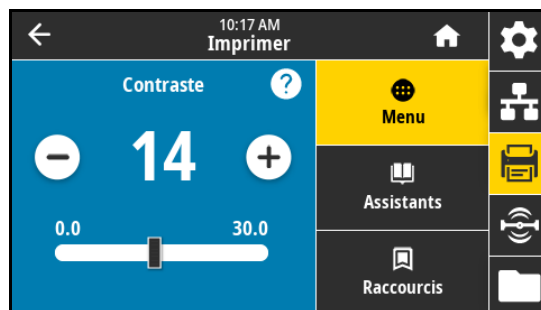 10:17 AM
Imprimer
Contraste
?
14
0.0
30.0
Menu
Assistants
Raccourcis